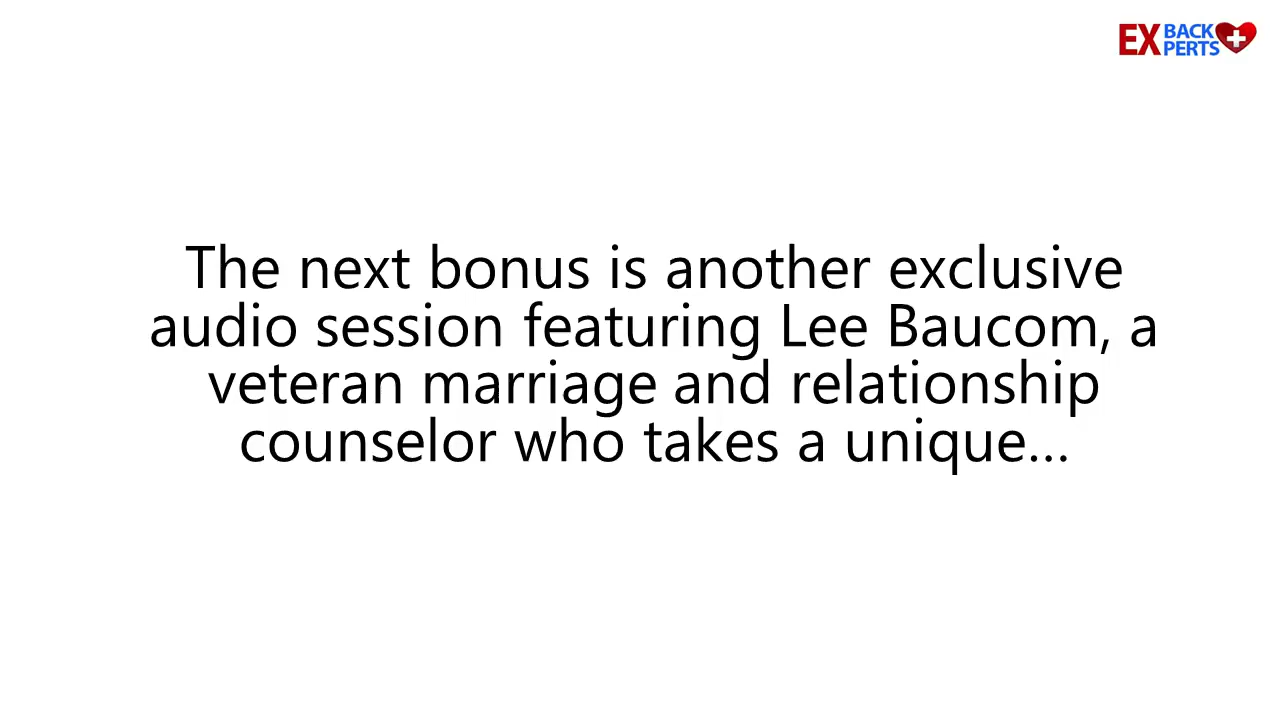 EX BACK
PERTS
The next bonus is another exclusive
audio session featuring Lee Baucom, a
veteran marriage and relationship
counselor who takes a unique...